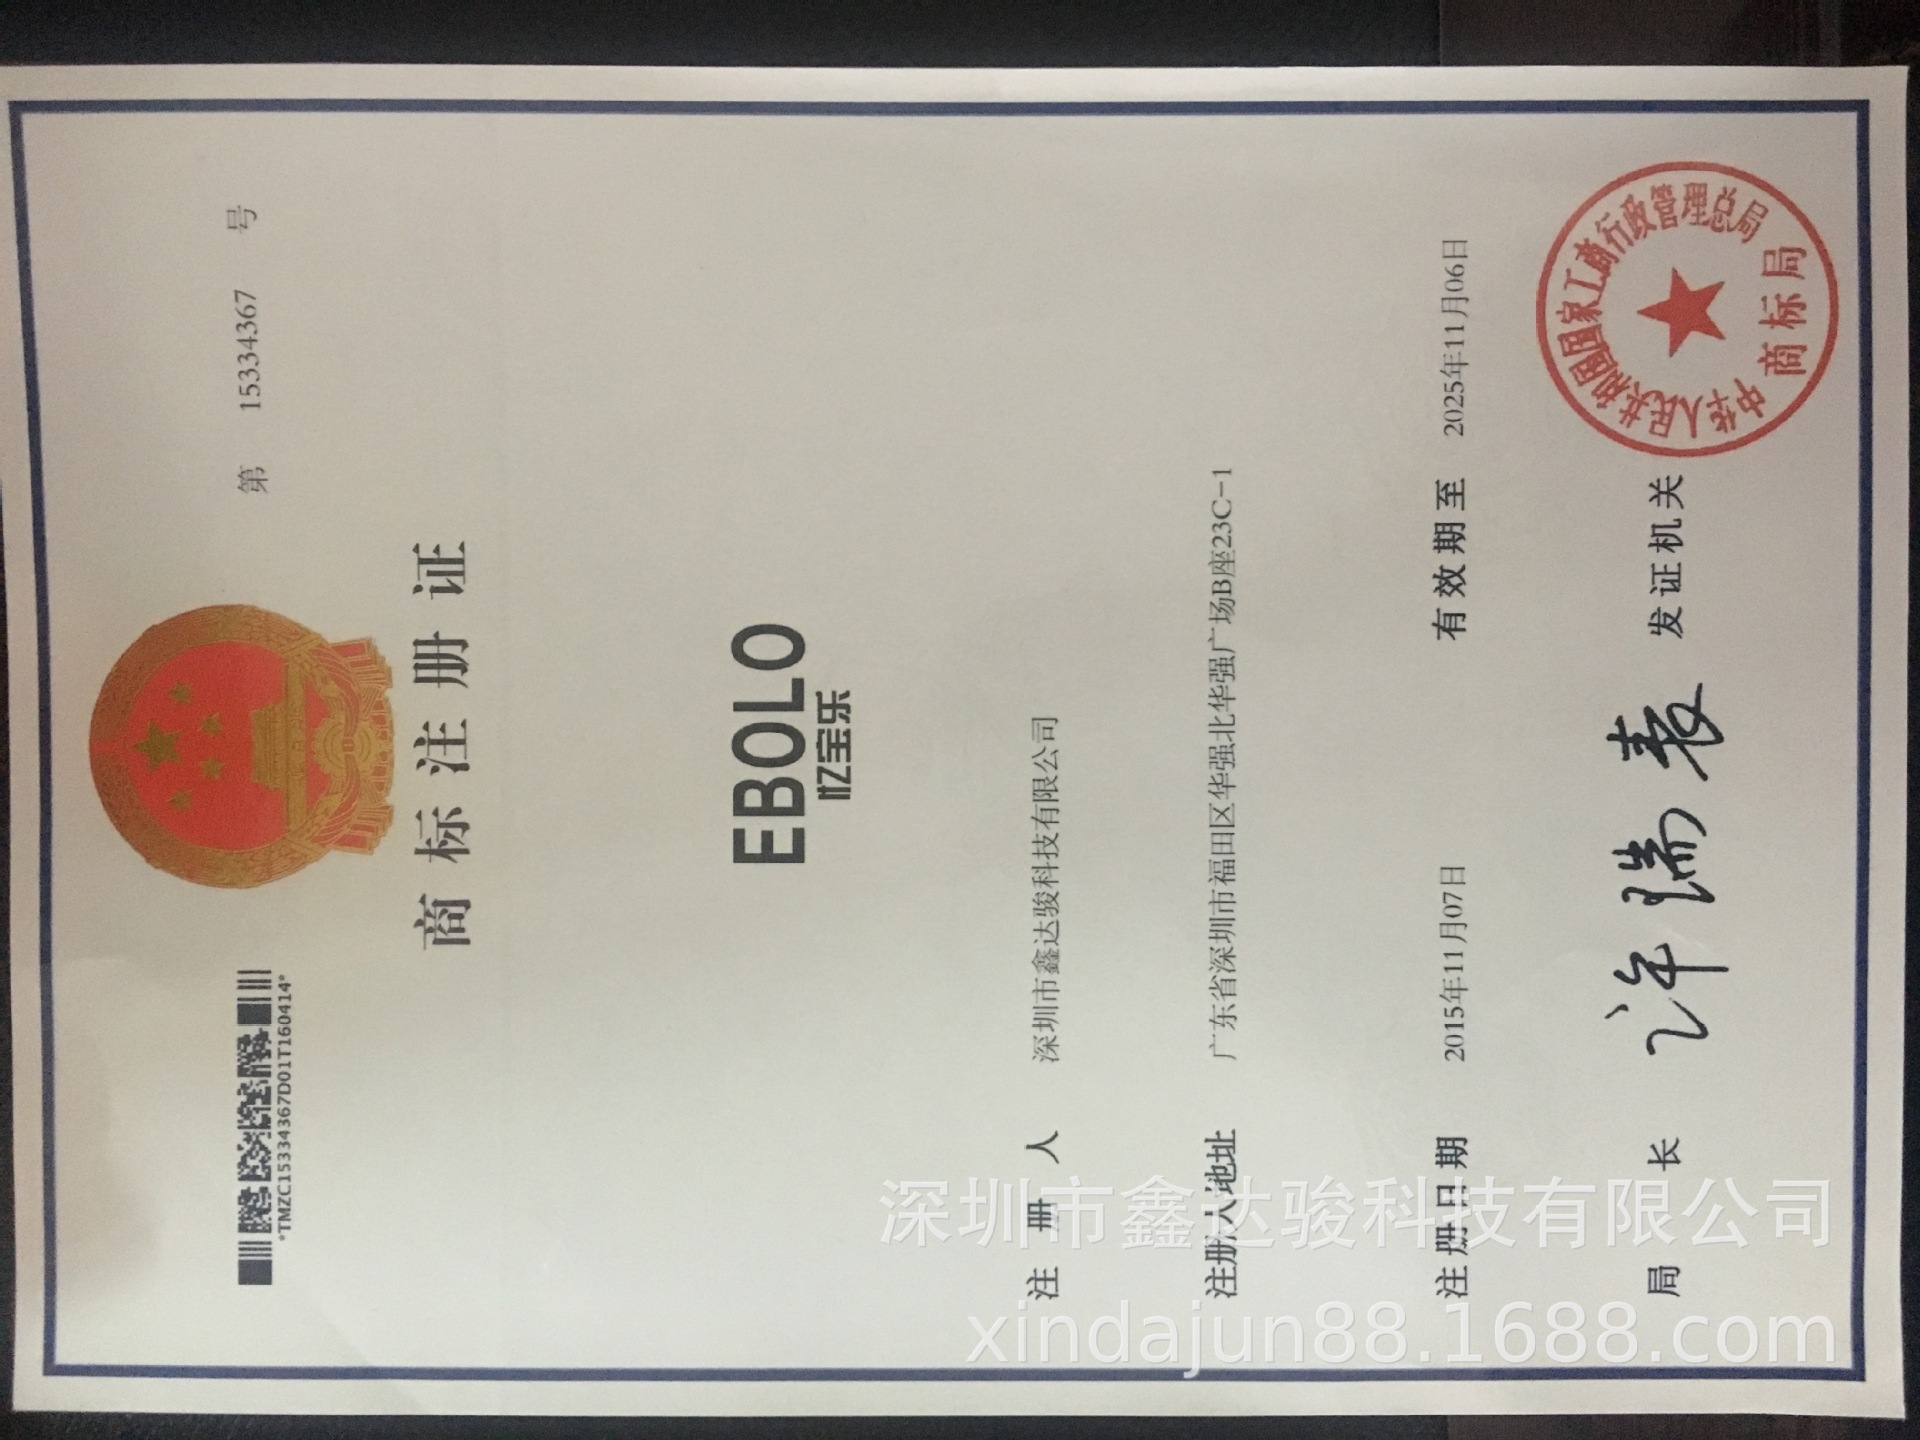 *TMZC15334367D01T160414*
第 15334367 号
商标注册证
EBOLO
忆宝乐
注册人 深圳市鑫达骏科技有限公司
注册人地址 广东省深圳市福田区华强北华强广场B座23C-1
注册日期 2015年11月07日 有效期至 2025年11月06日
局长 许瑞表 发证机关
中华人民共和国国家工商行政管理总局
商标局
深圳市鑫达骏科技有限公司
xindajun88.1688.com